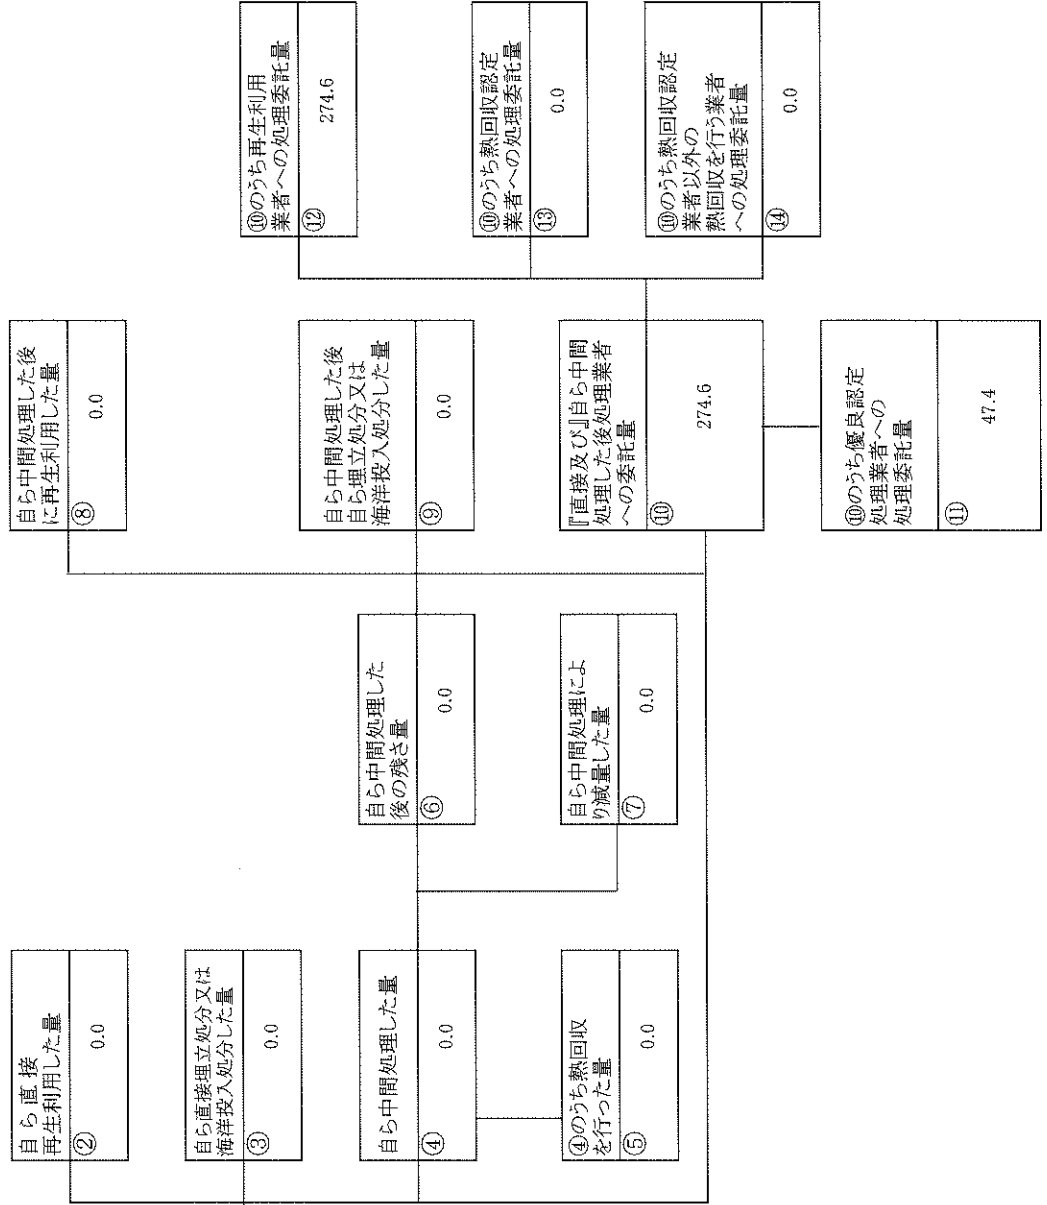 自 ら 直 接
再生利用した量
②
0.0
自ら直接埋立処分又は
海洋投入処分した量
③
0.0
自ら中間処理した量
④
0.0
④のうち熱回収
を行った量
⑤
0.0
自ら中間処理した
後の残さ量
⑥
0.0
自ら中間処理によ
り減量した量
⑦
0.0
自ら中間処理した後
に再生利用した量
⑧
0.0
自ら中間処理した後
自ら埋立処分又は
海洋投入処分した量
⑨
0.0
『直接及び』自ら中間
処理した後処理業者
への委託量
⑩
274.6
⑩のうち優良認定
処理業者への
処理委託量
⑪
47.4
⑩のうち再生利用
業者への処理委託量
⑫
274.6
⑩のうち熱回収認定
業者への処理委託量
⑬
0.0
⑩のうち熱回収認定
業者以外の
熱回収を行う業者
への処理委託量
⑭
0.0